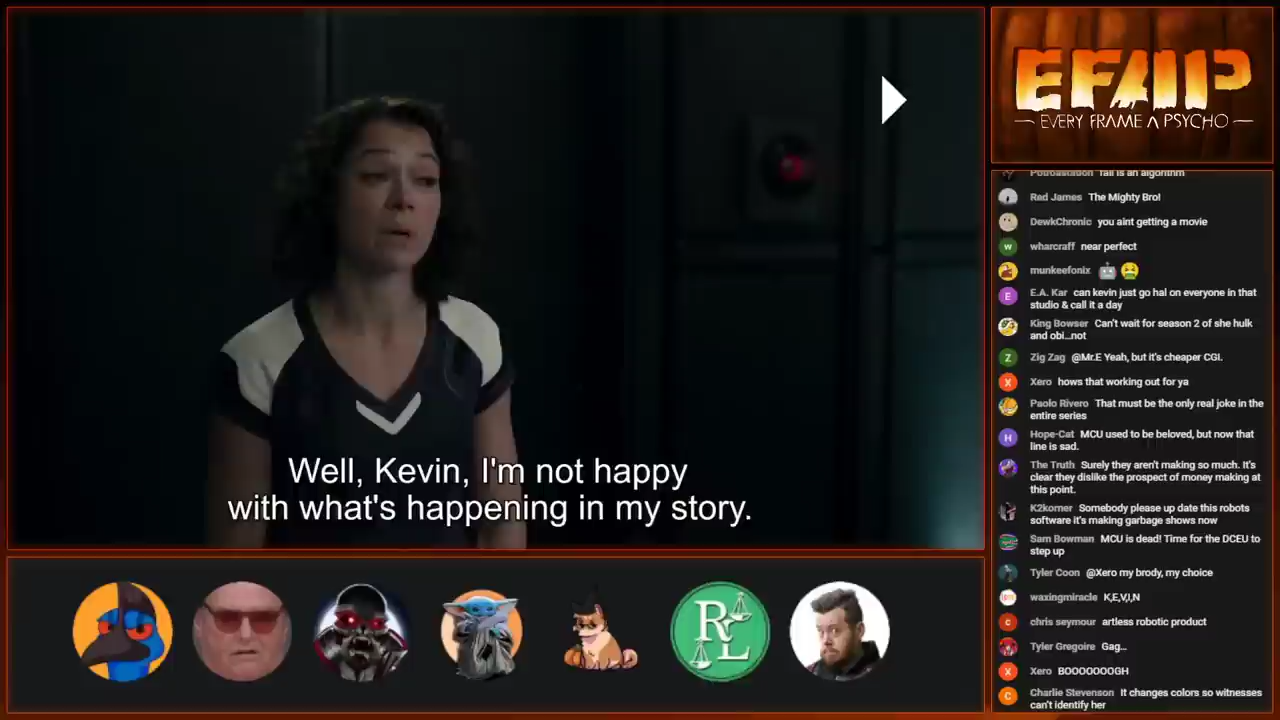 Well, Kevin, I'm not happy
with what's happening in my story.
EFAP
EVERY FRAME A PSYCHO
Potroastation fall is an algorithm
Red James The Mighty Bro!
DewkChronic you aint getting a movie
wharcraff near perfect
munkeefonix
E.A. Kar can kevin just go hal on everyone in that
studio & call it a day
King Bowser Can't wait for season 2 of she hulk
and obi...not
Zig Zag @Mr.E Yeah, but it's cheaper CGI.
Xero hows that working out for ya
Paolo Rivero That must be the only real joke in the
entire series
Hope-Cat MCU used to be beloved, but now that
line is sad.
The Truth Surely they aren't making so much. It's
clear they dislike the prospect of money making at
this point.
K2komer Somebody please up date this robots
software it's making garbage shows now
Sam Bowman MCU is dead! Time for the DCEU to
step up
Tyler Coon @Xero my brody, my choice
waxingmiracle K,E,V,I,N
chris seymour artless robotic product
Tyler Gregoire Gag...
Xero BOOOOOOOGH
Charlie Stevenson It changes colors so witnesses
can't identify her
R
L